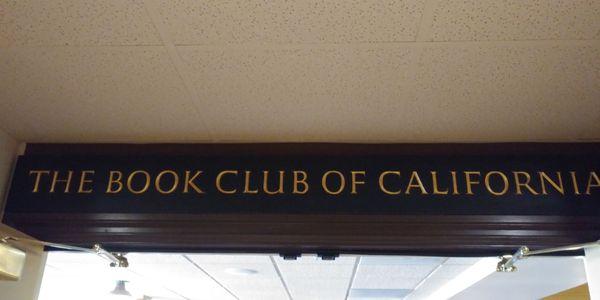 THE BOOK CLUB OF CALIFORNIA